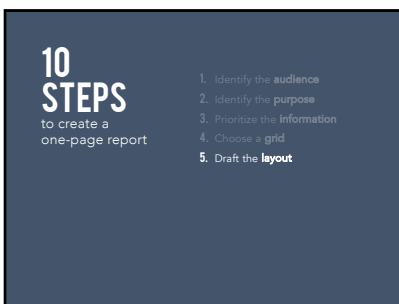 10
STEPS
to create a
one-page report
1. Identify the audience
2. Identify the purpose
3. Prioritize the information
4. Choose a grid
5. Draft the layout